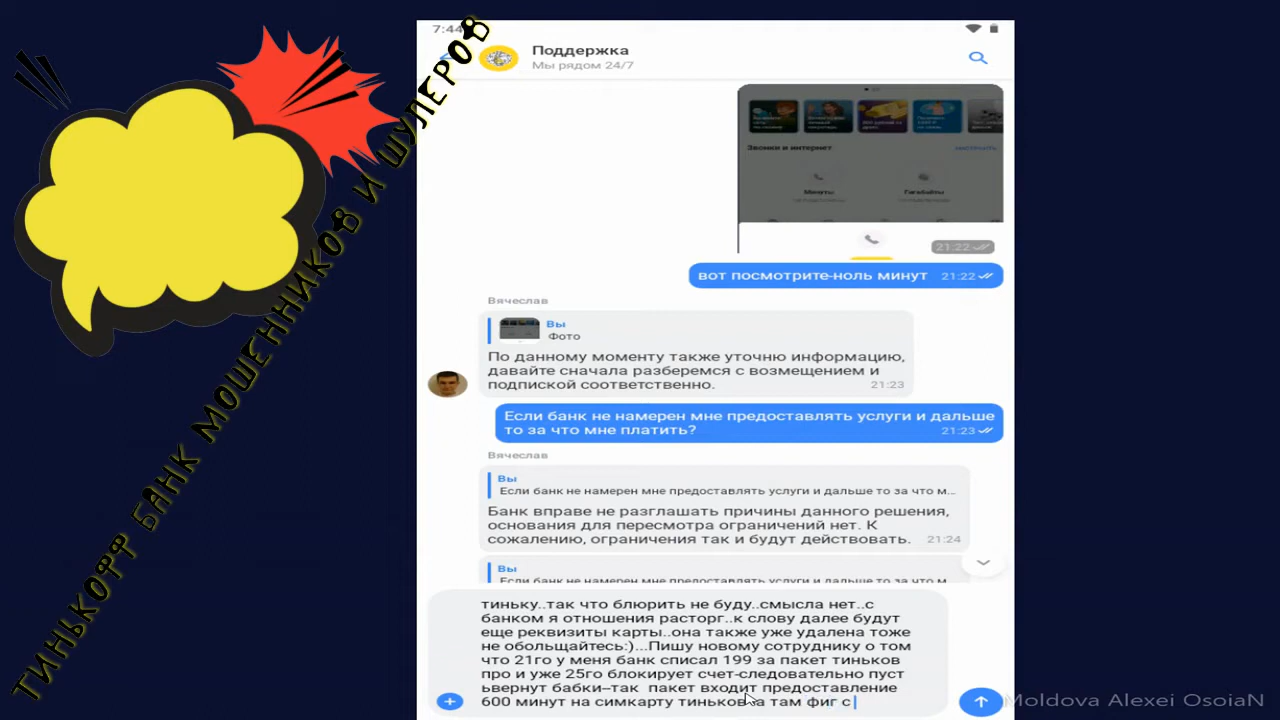 ТИНЬКОФФ БАНК МОШЕННИКОВ И ШУЛЕРОВ
7:44
Поддержка
Мы рядом 24/7
Звонки и интернет
Минуты
Гигабайты
21:22
вот посмотрите-ноль минут 21:22
Вячеслав
Вы
Фото
По данному моменту также уточню информацию,
давайте сначала разберемся с возмещением и
подпиской соответственно. 21:23
Если банк не намерен мне предоставлять услуги и дальше
то за что мне платить? 21:23
Вячеслав
Вы
Если банк не намерен мне предоставлять услуги и дальше то за что м...
Банк вправе не разглашать причины данного решения,
основания для пересмотра ограничений нет. К
сожалению, ограничения так и будут действовать. 21:24
Вы
Если банк не намерен мне предоставлять услуги и дальше то за что м...
тиньку..так что блюрить не буду..смысла нет..с
банком я отношения расторг..к слову далее будут
еще реквизиты карты..она также уже удалена тоже
не обольщайтесь:)...Пишу новому сотруднику о том
что 21го у меня банк списал 199 за пакет тиньков
про и уже 25го блокирует счет-следовательно пуст
ьвернут бабки--так пакет входит предоставление
600 минут на симкарту тиньков а там фиг с
Moldova Alexei OsoiaN